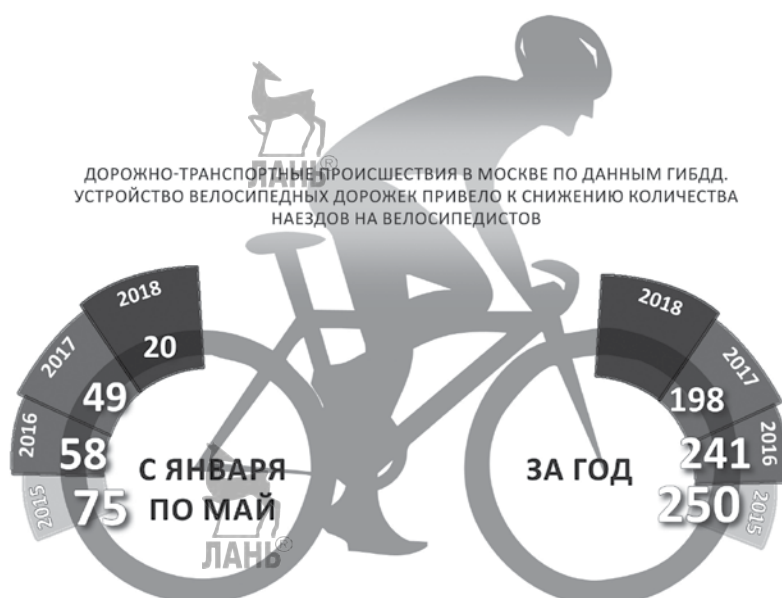 ЛАНЬ®
ДОРОЖНО-ТРАНСПОРТНЫЕ ПРОИСШЕСТВИЯ В МОСКВЕ ПО ДАННЫМ ГИБДД.
УСТРОЙСТВО ВЕЛОСИПЕДНЫХ ДОРОЖЕК ПРИВЕЛО К СНИЖЕНИЮ КОЛИЧЕСТВА
НАЕЗДОВ НА ВЕЛОСИПЕДИСТОВ
2018
20
2017
49
2016
58
2015
75
С ЯНВАРЯ
ПО МАЙ
ЛАНЬ®
2018
2017
198
2016
241
2015
250
ЗА ГОД